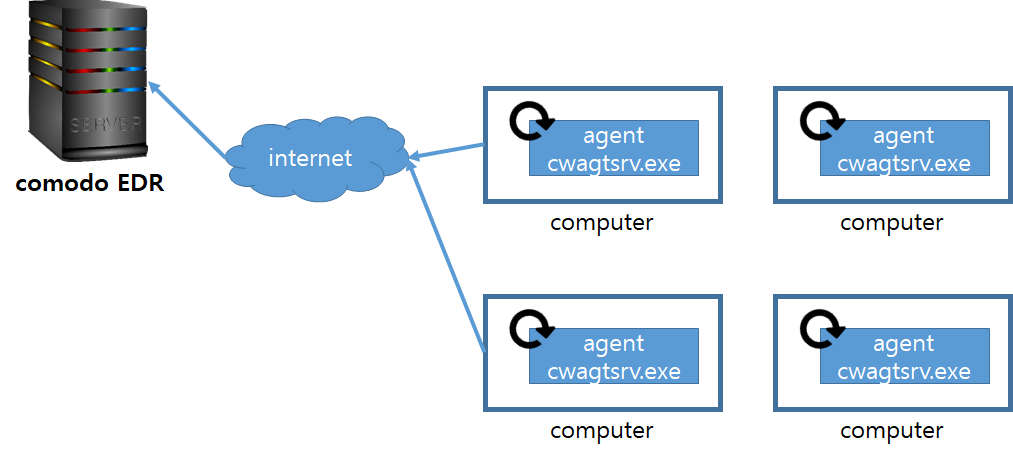 SERVER
comodo EDR
internet
agent
cwagtsrv.exe
computer
agent
cwagtsrv.exe
computer
agent
cwagtsrv.exe
computer
agent
cwagtsrv.exe
computer